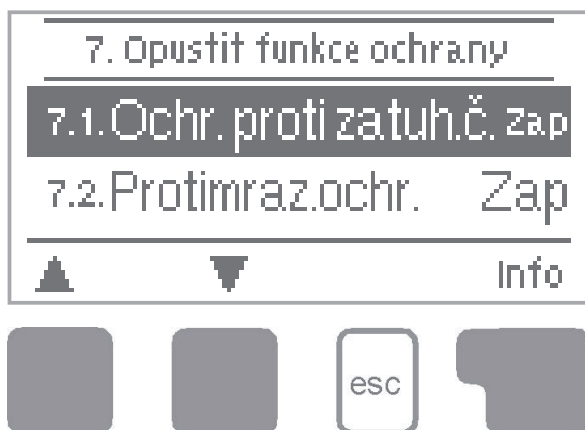 7. Opustit funkce ochrany
7.1.Ochr.proti zatuh.č. Zap
7.2.Protimraz.ochr. Zap
Info
esc